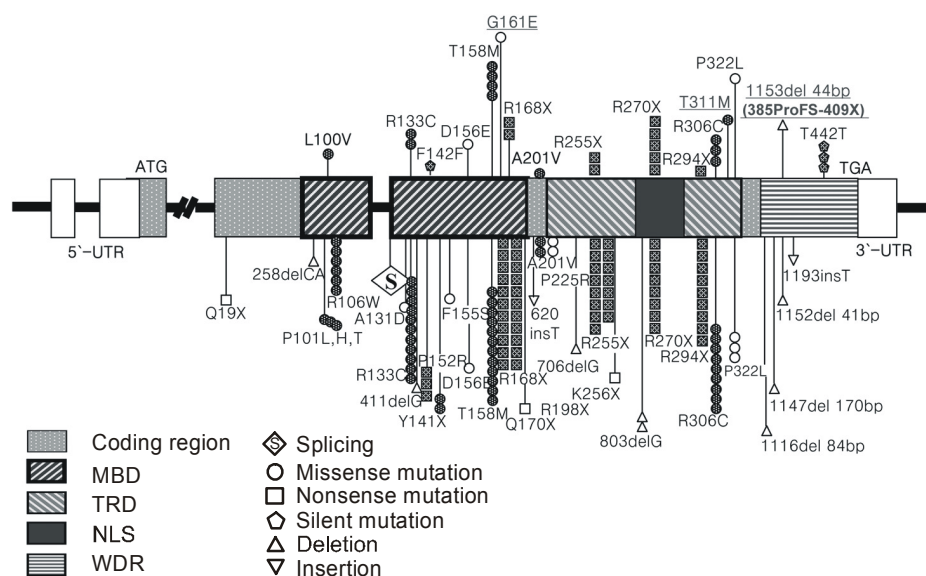 G161E
T158M
P322L
1153del 44bp
(385ProFS-409X)
R168X
R270X
T311M
R133C
D156E
R306C
T442T
L100V
F142F
A201V
R255X
R294X
ATG
TGA
5`-UTR
3`-UTR
258delCA
S
A201V
P225R
1193insT
Q19X
R106W
A131D
F155S
620
insT
1152del 41bp
P101L,H,T
R255X
R270X
R294X
P152R
706delG
P322L
R133C
D156E
R168X
411delG
K256X
1147del 170bp
Y141X
T158M
Q170X
R198X
R306C
803delG
1116del 84bp
Coding region
MBD
TRD
NLS
WDR
S Splicing
Missense mutation
Nonsense mutation
Silent mutation
Deletion
Insertion